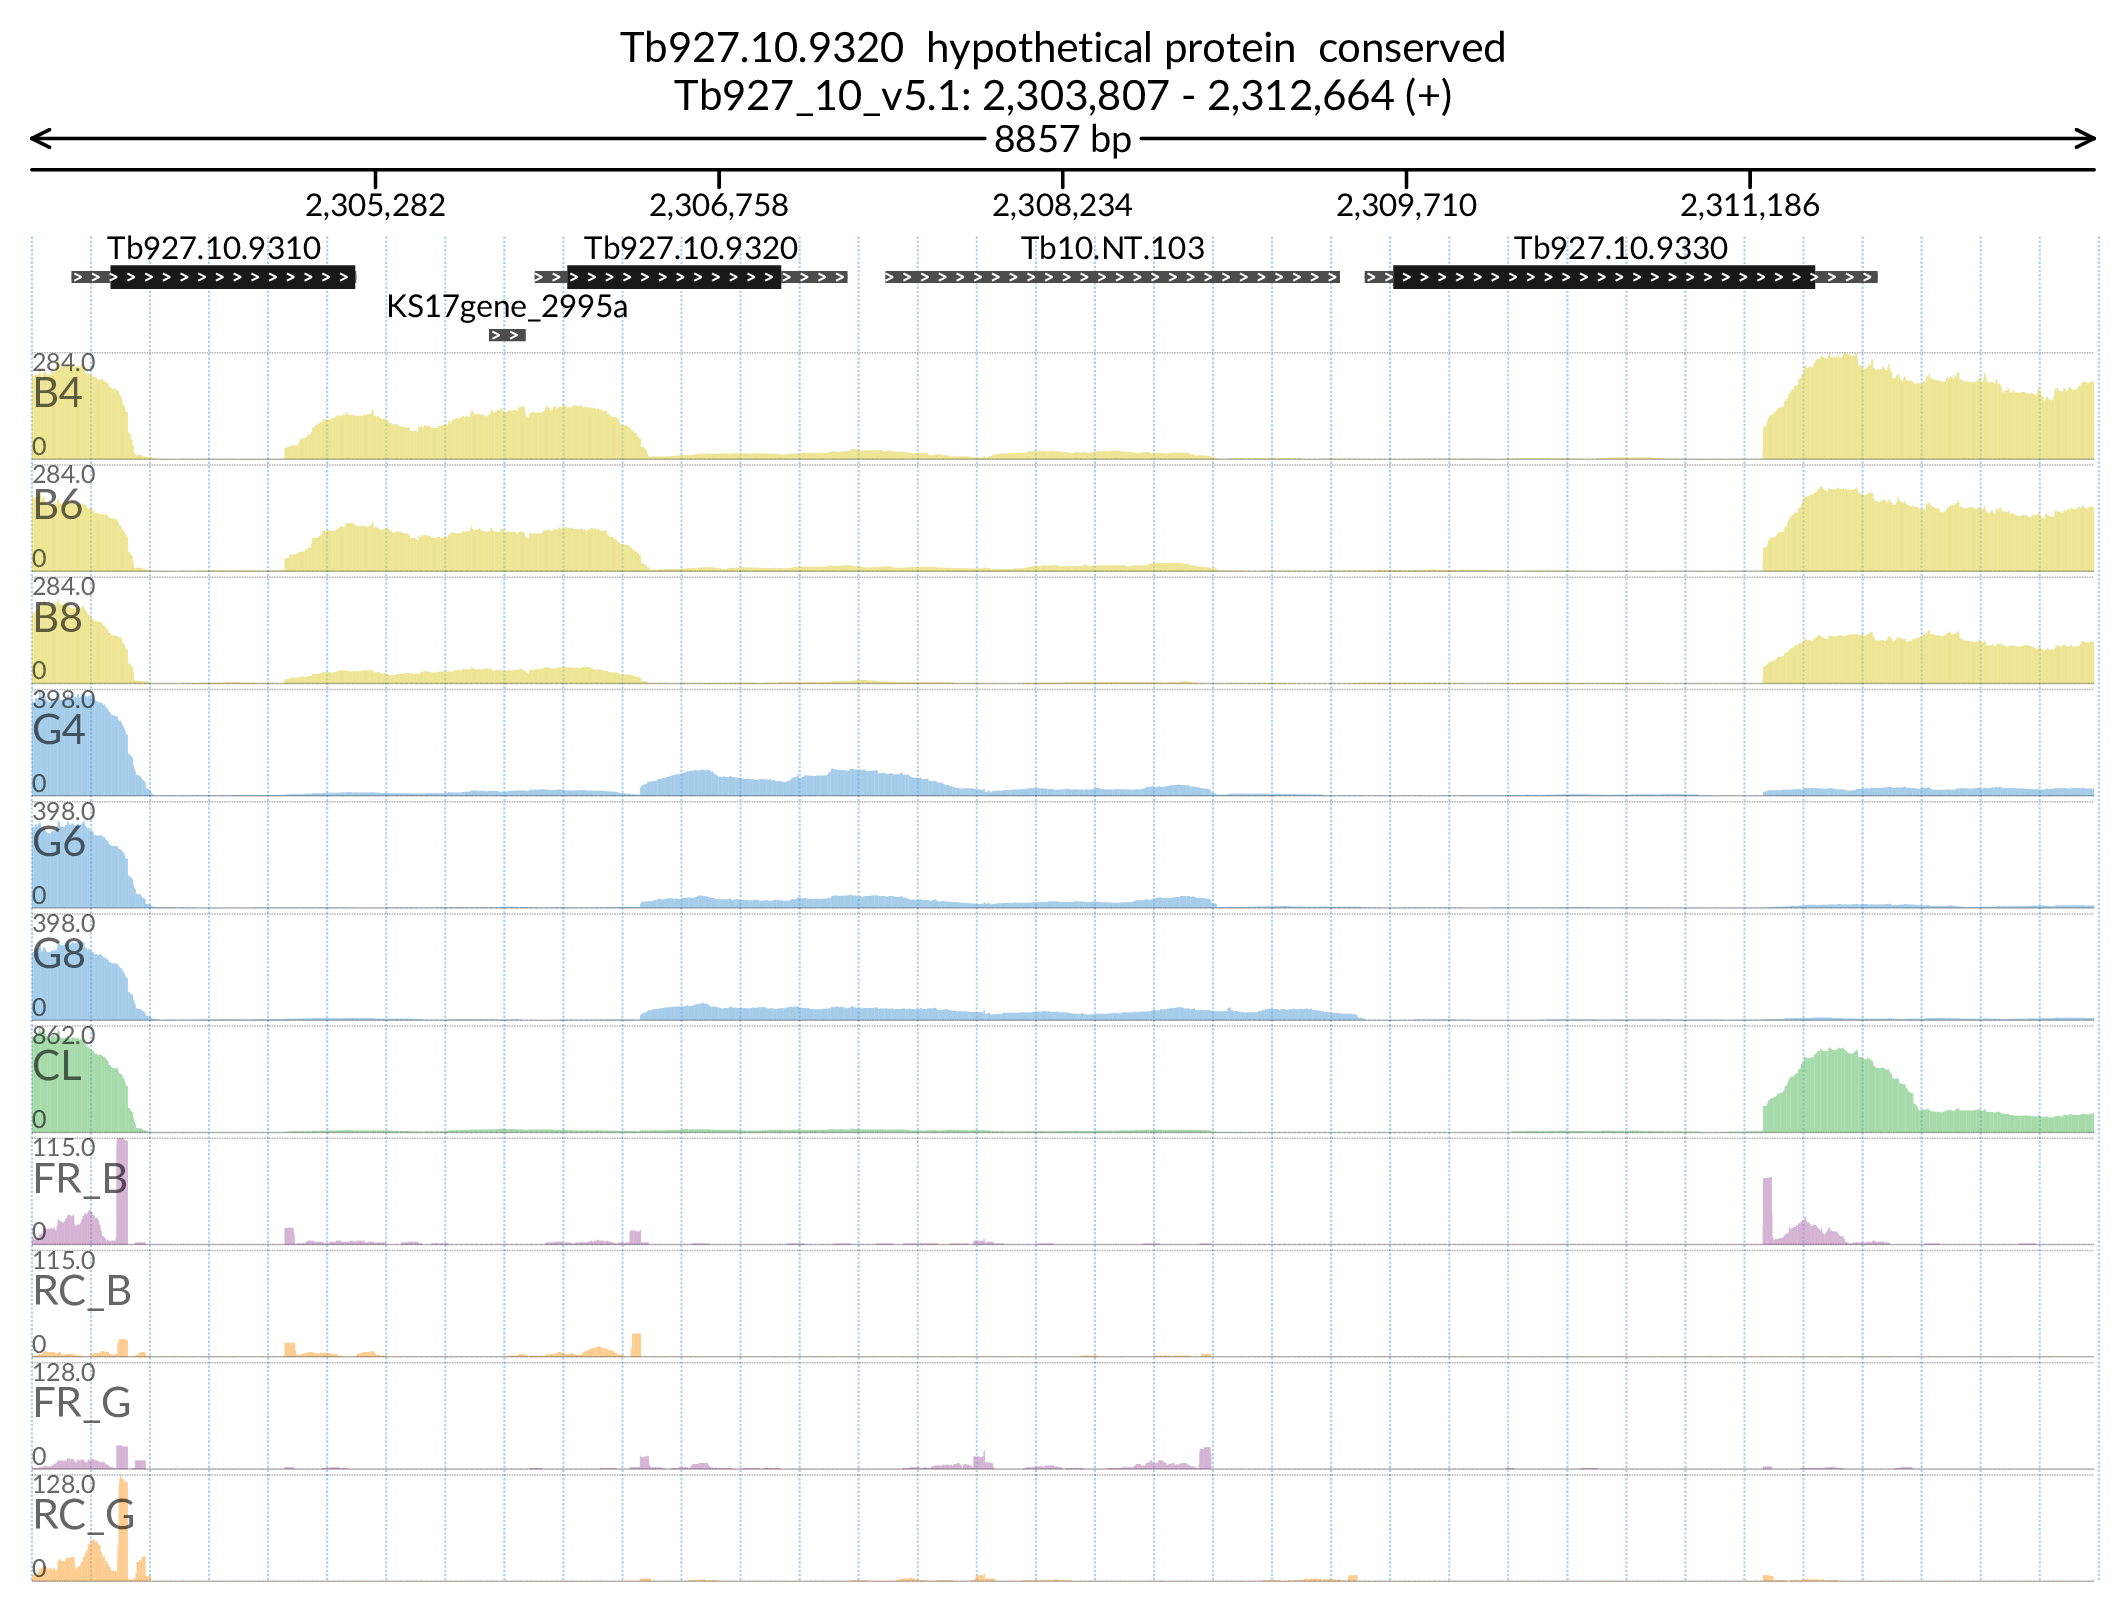 Tb927.10.9320 hypothetical protein conserved
Tb927_10_v5.1: 2,303,807 - 2,312,664 (+)
8857 bp
2,305,282 2,306,758 2,308,234 2,309,710 2,311,186
Tb927.10.9310 Tb927.10.9320 Tb10.NT.103 Tb927.10.9330
KS17gene_2995a
284.0
B4
0
284.0
B6
0
284.0
B8
0
398.0
G4
0
398.0
G6
0
398.0
G8
0
862.0
CL
0
115.0
FR_B
0
115.0
RC_B
0
128.0
FR_G
0
128.0
RC_G
0